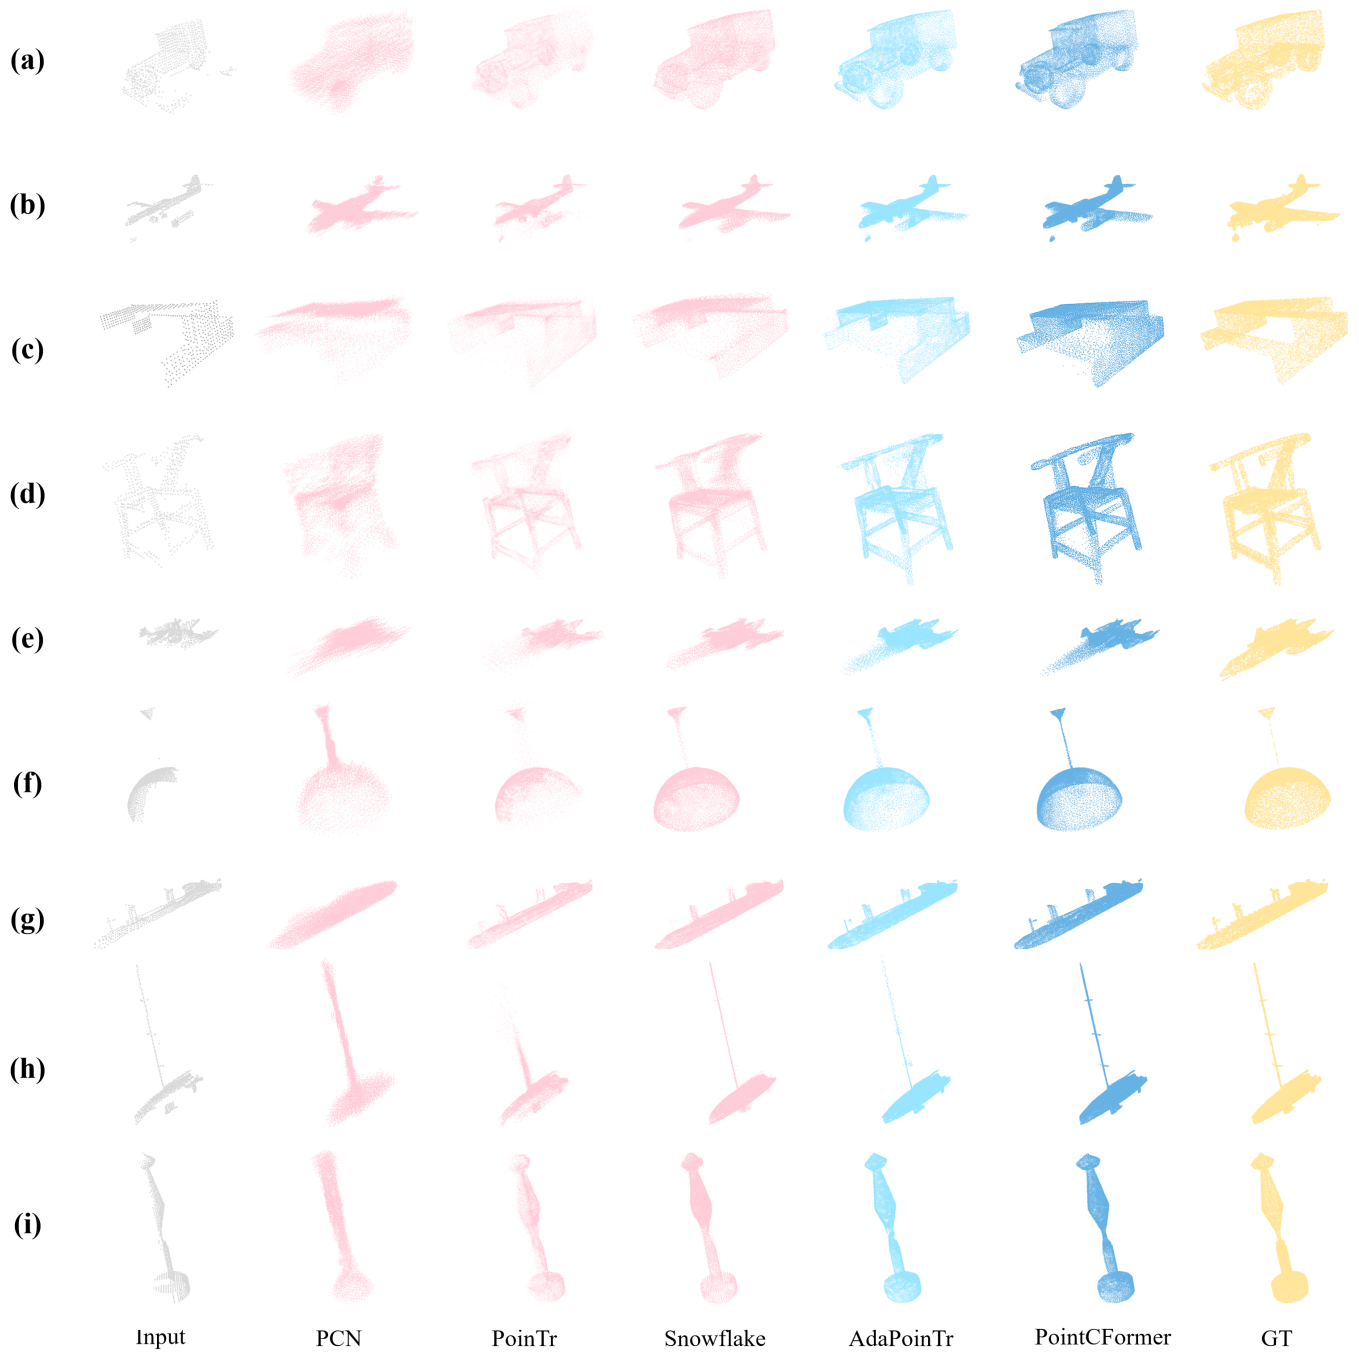 (a)
(b)
(c)
(d)
(e)
(f)
(g)
(h)
(i)
Input PCN PoinTr Snowflake AdaPoinTr PointCFormer GT